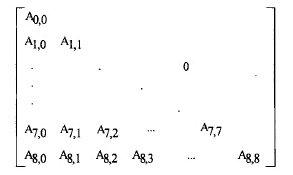 A0,0
A1,0 A1,1
. . 0 .
. .
. .
A7,0 A7,1 A7,2 ... A7,7
A8,0 A8,1 A8,2 A8,3 ... A8,8